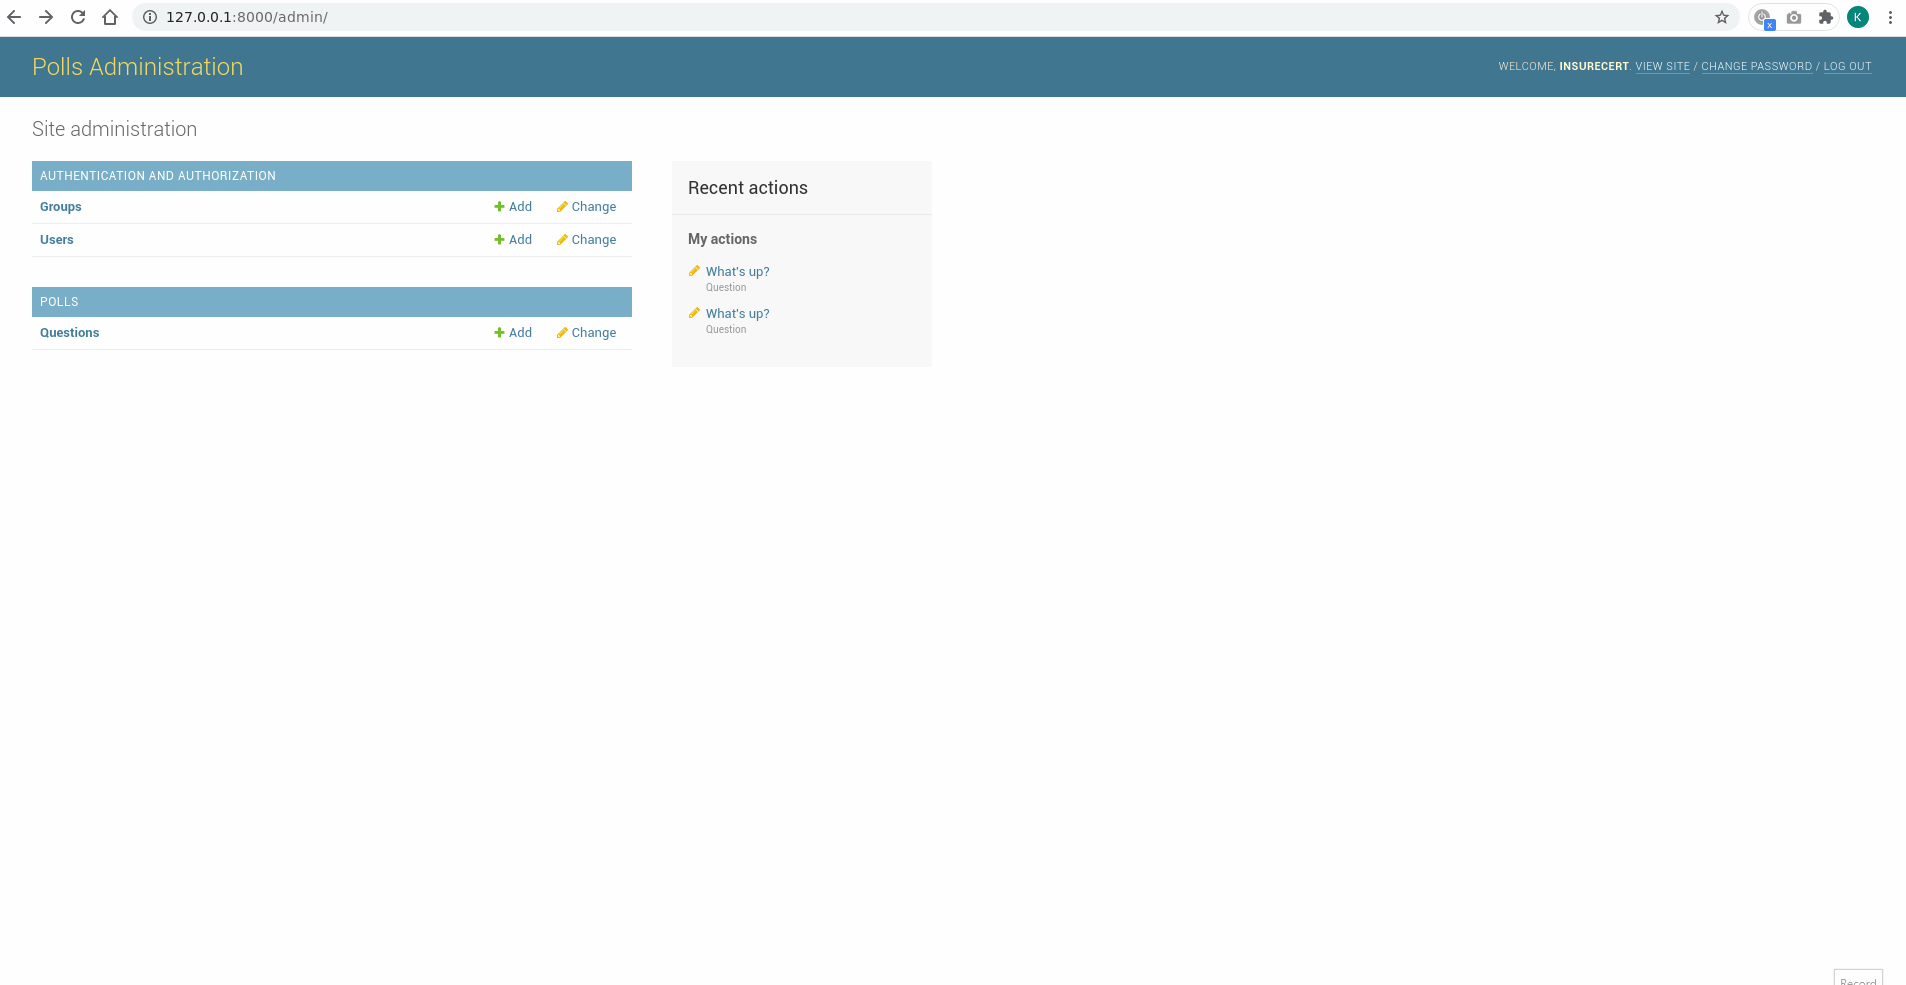 127.0.0.1:8000/admin/
x
K
Polls Administration
WELCOME, INSURECERT. VIEW SITE / CHANGE PASSWORD / LOG OUT
Site administration
AUTHENTICATION AND AUTHORIZATION
Groups Add Change
Users Add Change
POLLS
Questions Add Change
Recent actions
My actions
What's up?
Question
What's up?
Question
Record